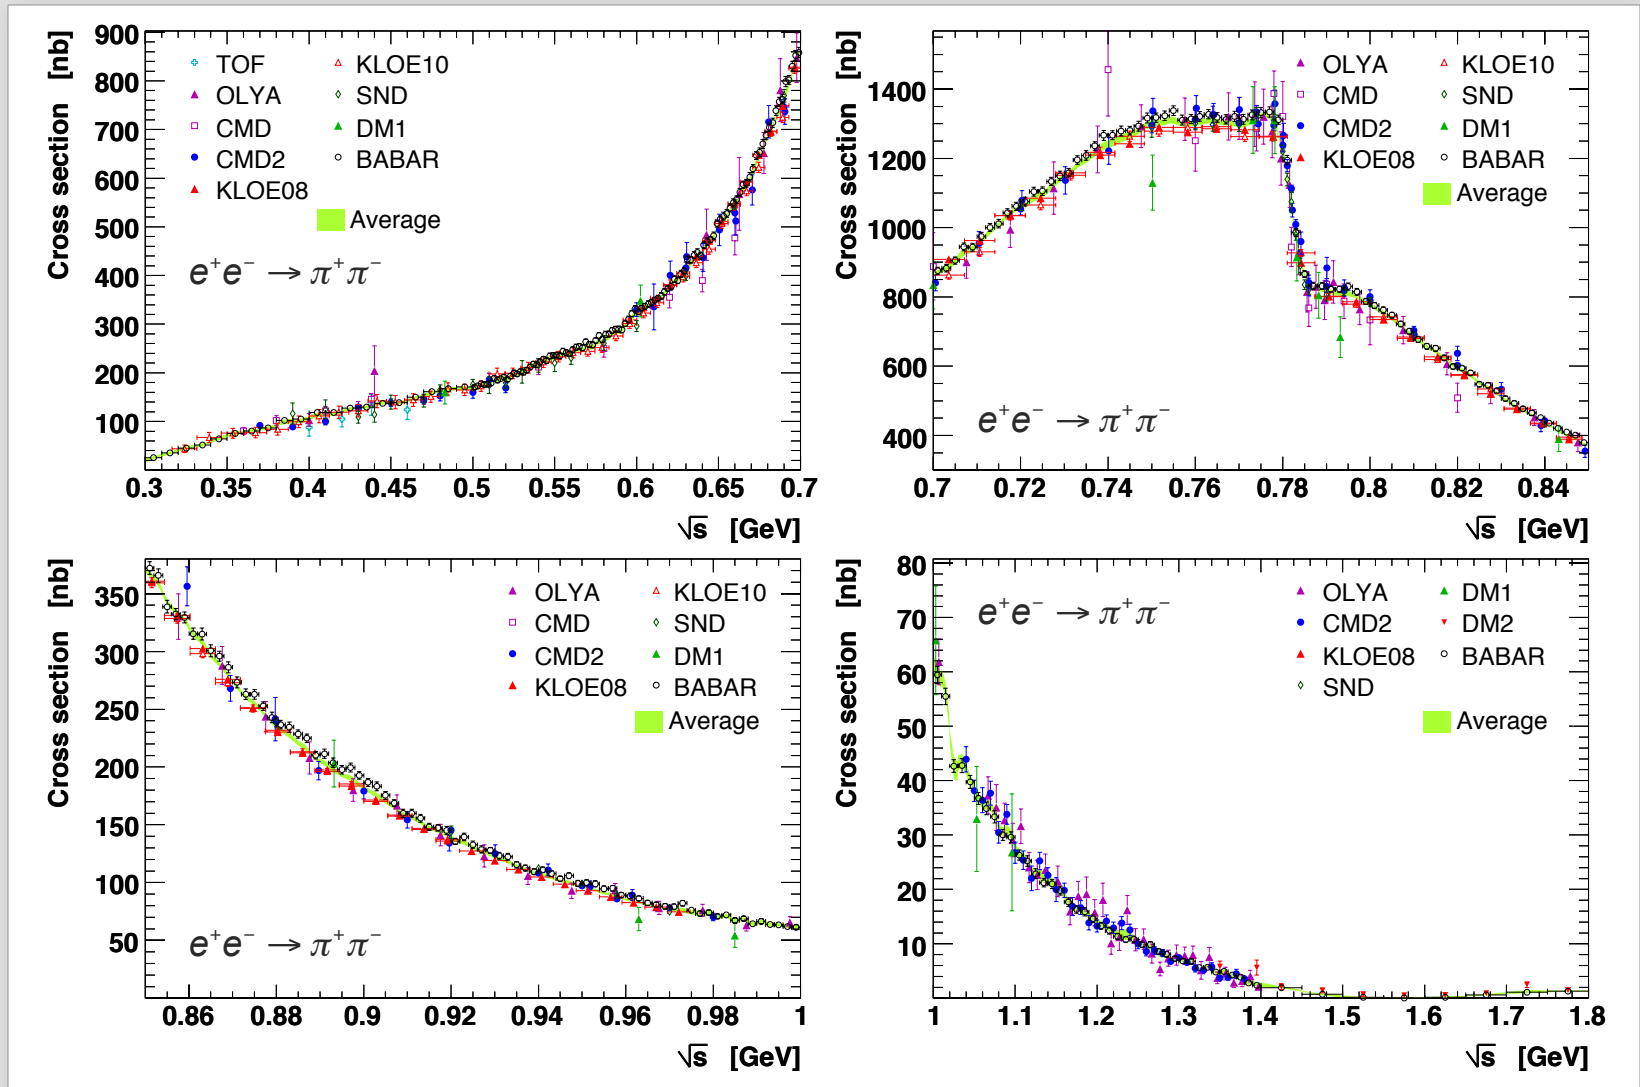 Cross section [nb]
900
800
700
600
500
400
300
200
100
TOF
OLYA
CMD
CMD2
KLOE08
KLOE10
SND
DM1
BABAR
Average
e⁺e⁻ → π⁺π⁻
0.3 0.35 0.4 0.45 0.5 0.55 0.6 0.65 0.7
√s [GeV]
Cross section [nb]
1400
1200
1000
800
600
400
OLYA
CMD
CMD2
KLOE08
KLOE10
SND
DM1
BABAR
Average
e⁺e⁻ → π⁺π⁻
0.7 0.72 0.74 0.76 0.78 0.8 0.82 0.84
√s [GeV]
Cross section [nb]
350
300
250
200
150
100
50
OLYA
CMD
CMD2
KLOE08
KLOE10
SND
DM1
BABAR
Average
e⁺e⁻ → π⁺π⁻
0.86 0.88 0.9 0.92 0.94 0.96 0.98 1
√s [GeV]
Cross section [nb]
80
70
60
50
40
30
20
10
e⁺e⁻ → π⁺π⁻
OLYA
CMD2
KLOE08
SND
DM1
DM2
BABAR
Average
1 1.1 1.2 1.3 1.4 1.5 1.6 1.7 1.8
√s [GeV]